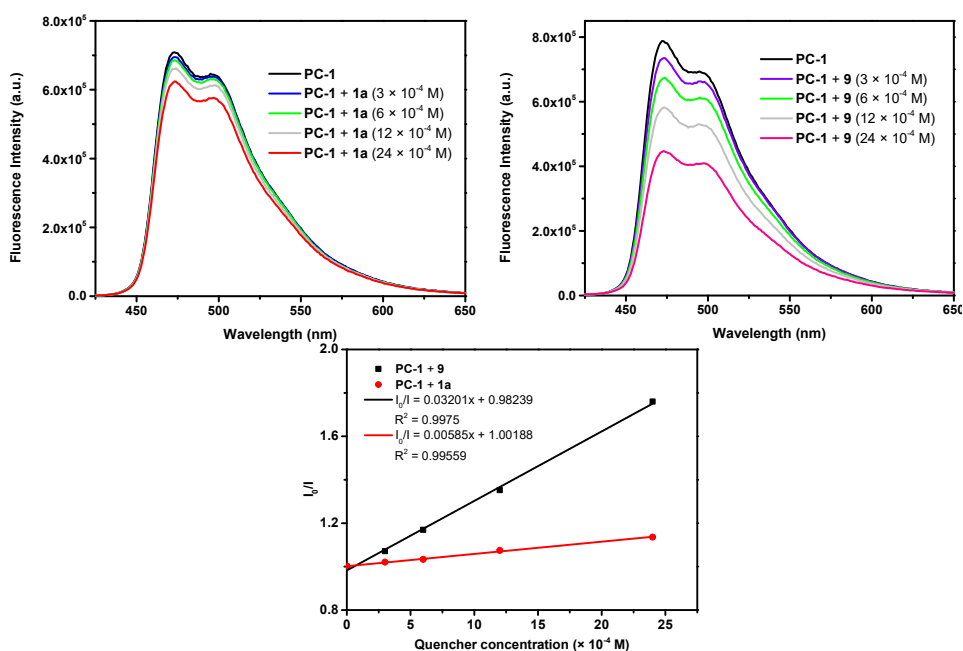 8.0x10⁵
6.0x10⁵
4.0x10⁵
2.0x10⁵
0.0
Fluorescence Intensity (a.u.)
PC-1
PC-1 + 1a (3 × 10⁻⁴ M)
PC-1 + 1a (6 × 10⁻⁴ M)
PC-1 + 1a (12 × 10⁻⁴ M)
PC-1 + 1a (24 × 10⁻⁴ M)
450 500 550 600 650
Wavelength (nm)
8.0x10⁵
6.0x10⁵
4.0x10⁵
2.0x10⁵
0.0
Fluorescence Intensity (a.u.)
PC-1
PC-1 + 9 (3 × 10⁻⁴ M)
PC-1 + 9 (6 × 10⁻⁴ M)
PC-1 + 9 (12 × 10⁻⁴ M)
PC-1 + 9 (24 × 10⁻⁴ M)
450 500 550 600 650
Wavelength (nm)
2.0
1.6
1.2
0.8
I₀/I
PC-1 + 9
PC-1 + 1a
I₀/I = 0.03201x + 0.98239
R² = 0.9975
I₀/I = 0.00585x + 1.00188
R² = 0.99559
0 5 10 15 20 25
Quencher concentration (× 10⁻⁴ M)